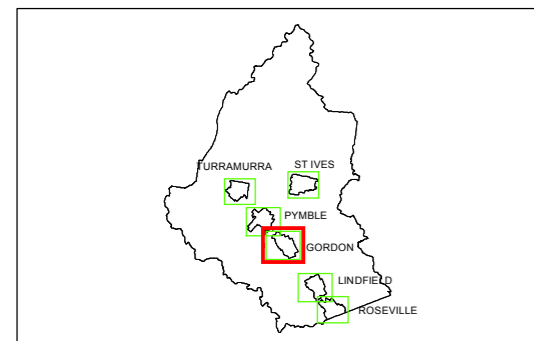 TURRAMURRA
ST IVES
PYMBLE
GORDON
LINDFIELD
ROSEVILLE